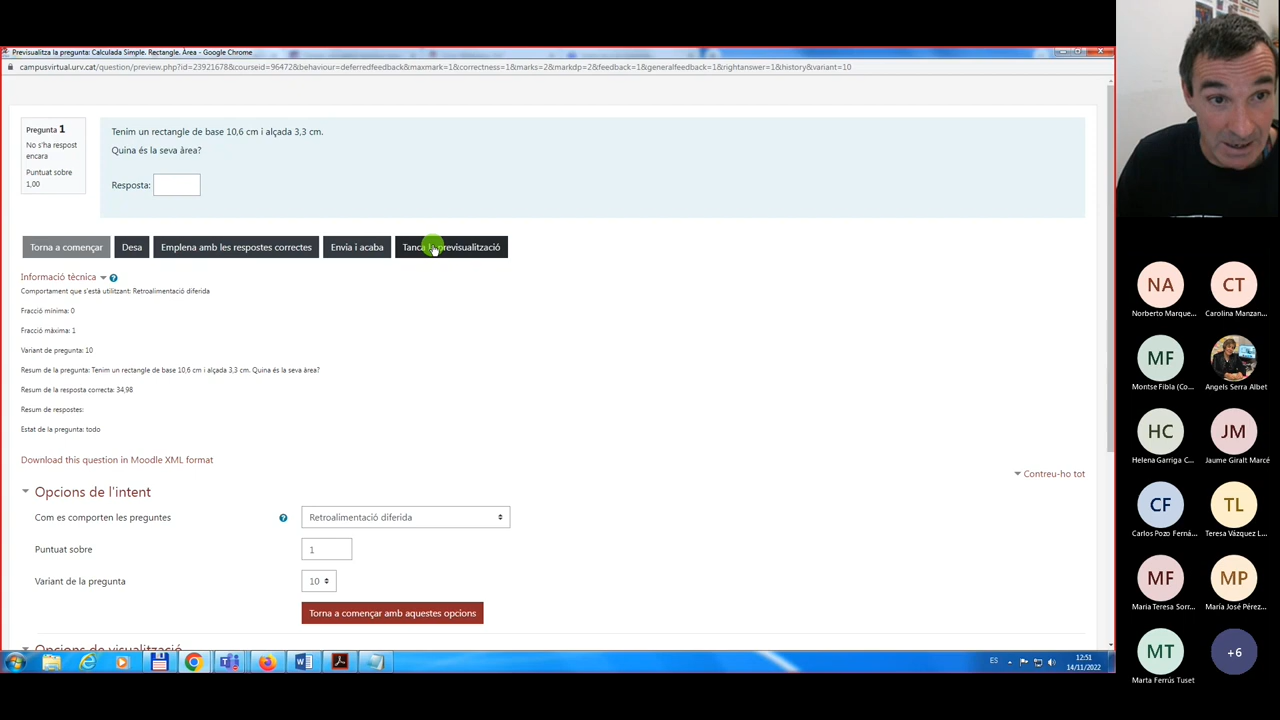 Previsualitza la pregunta: Calculada Simple. Rectangle. Àrea - Google Chrome
campusvirtual.urv.cat/question/preview.php?id=23921678&courseid=96472&behaviour=deferredfeedback&maxmark=1&correctness=1&marks=2&markdp=2&feedback=1&generalfeedback=1&rightanswer=1&history&variant=10
Pregunta 1
No s'ha respost
encara
Puntuat sobre
1,00
Tenim un rectangle de base 10,6 cm i alçada 3,3 cm.
Quina és la seva àrea?
Resposta:
Torna a començar
Desa
Emplena amb les respostes correctes
Envia i acaba
Tanca la previsualització
Informació tècnica
Comportament que s'està utilitzant: Retroalimentació diferida
Fracció mínima: 0
Fracció màxima: 1
Variant de pregunta: 10
Resum de la pregunta: Tenim un rectangle de base 10,6 cm i alçada 3,3 cm. Quina és la seva àrea?
Resum de la resposta correcta: 34,98
Resum de respostes:
Estat de la pregunta: todo
Download this question in Moodle XML format
Contreu-ho tot
Opcions de l'intent
Com es comporten les preguntes
Retroalimentació diferida
Puntuat sobre
1
Variant de la pregunta
10
Torna a començar amb aquestes opcions
Opcions de visualització
ES
12:51
14/11/2022
NA
Norberto Marque...
CT
Carolina Manzan...
MF
Montse Fibla (Co...
Angels Serra Albet
HC
Helena Garriga C...
JM
Jaume Giralt Marcé
CF
Carlos Pozo Ferná...
TL
Teresa Vázquez L...
MF
Maria Teresa Sorr...
MP
María José Pérez...
MT
Marta Ferrús Tuset
+6